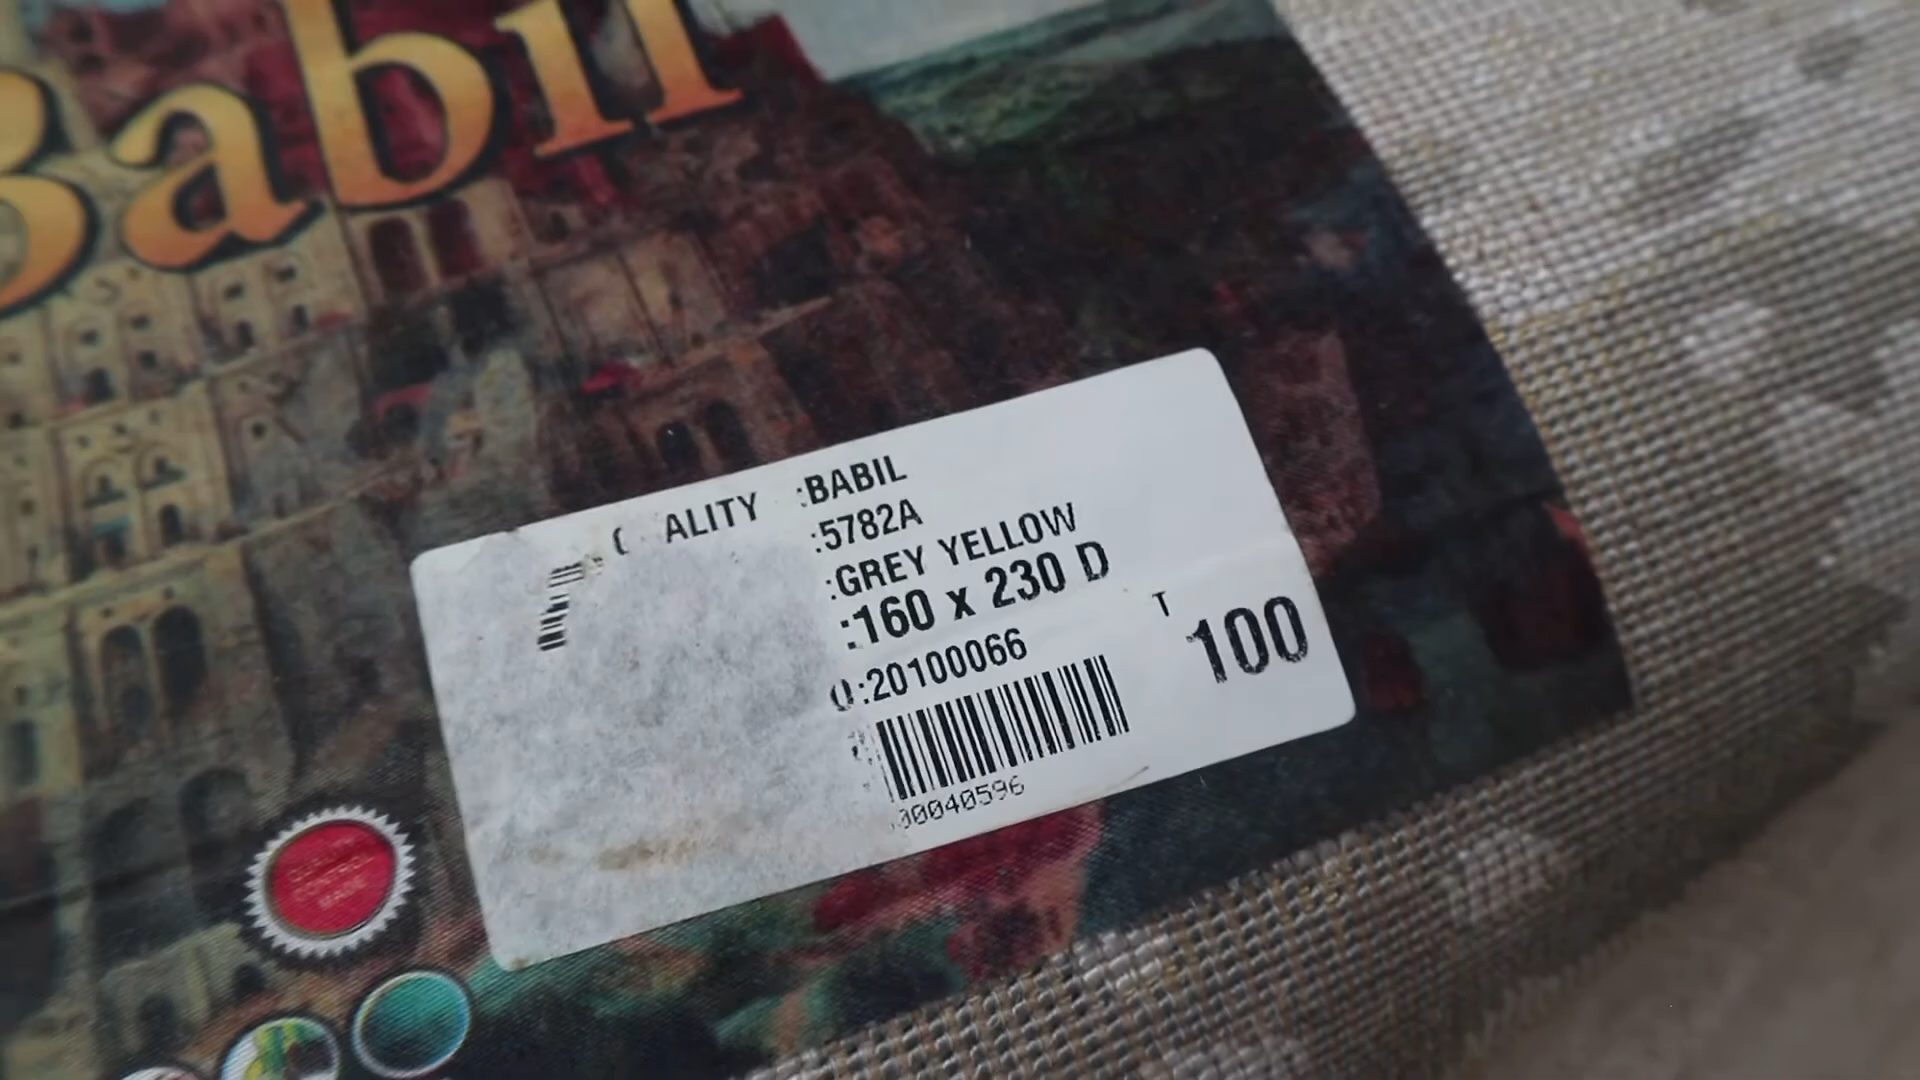 Babil
ALITY :BABIL
:5782A
:GREY YELLOW
:160 x 230 D
:20100066
T
100
00040596